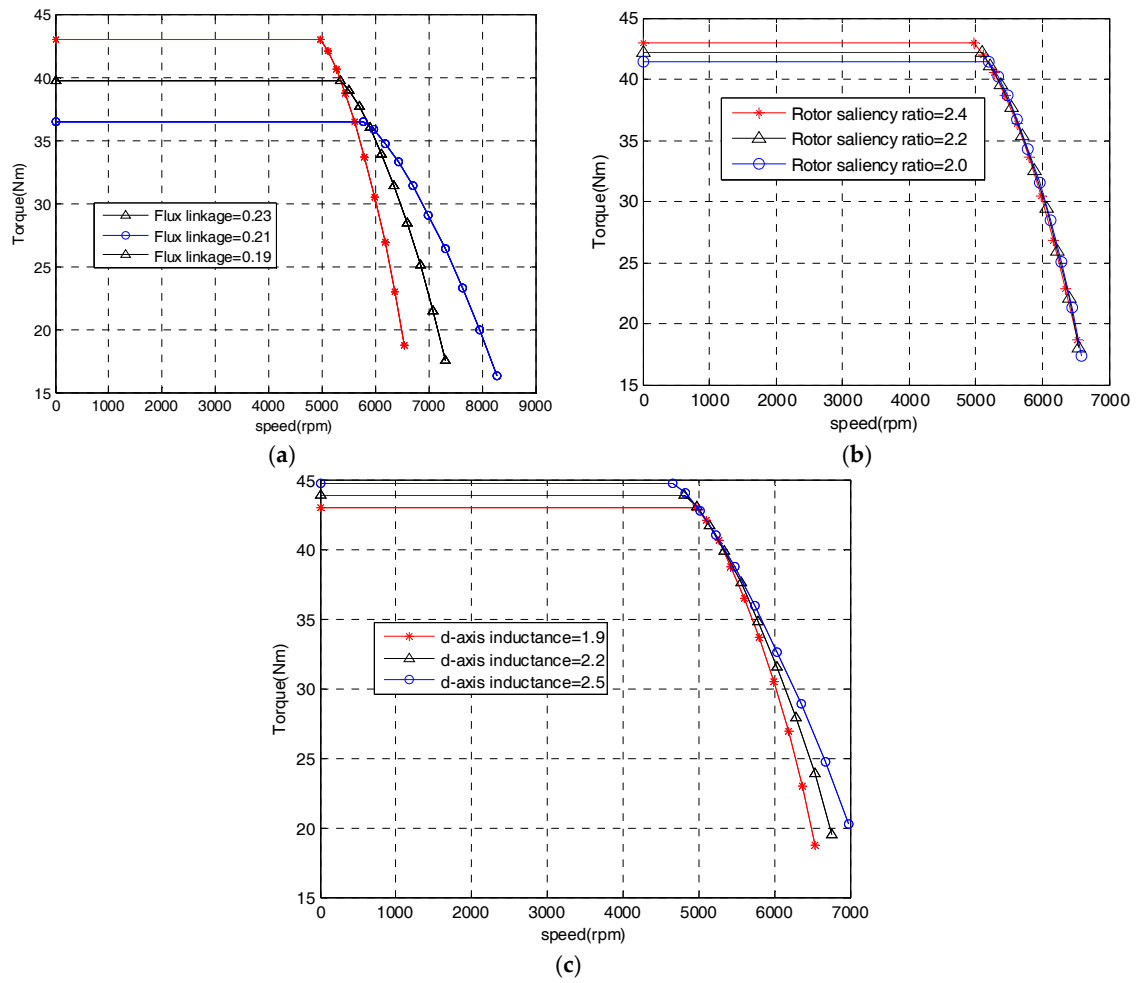 45
40
35
30
25
20
15
Torque(Nm)
Flux linkage=0.23
Flux linkage=0.21
Flux linkage=0.19
0 1000 2000 3000 4000 5000 6000 7000 8000 9000
speed(rpm)
(a)
45
40
35
30
25
20
15
Torque(Nm)
Rotor saliency ratio=2.4
Rotor saliency ratio=2.2
Rotor saliency ratio=2.0
0 1000 2000 3000 4000 5000 6000 7000
speed(rpm)
(b)
45
40
35
30
25
20
15
Torque(Nm)
d-axis inductance=1.9
d-axis inductance=2.2
d-axis inductance=2.5
0 1000 2000 3000 4000 5000 6000 7000
speed(rpm)
(c)